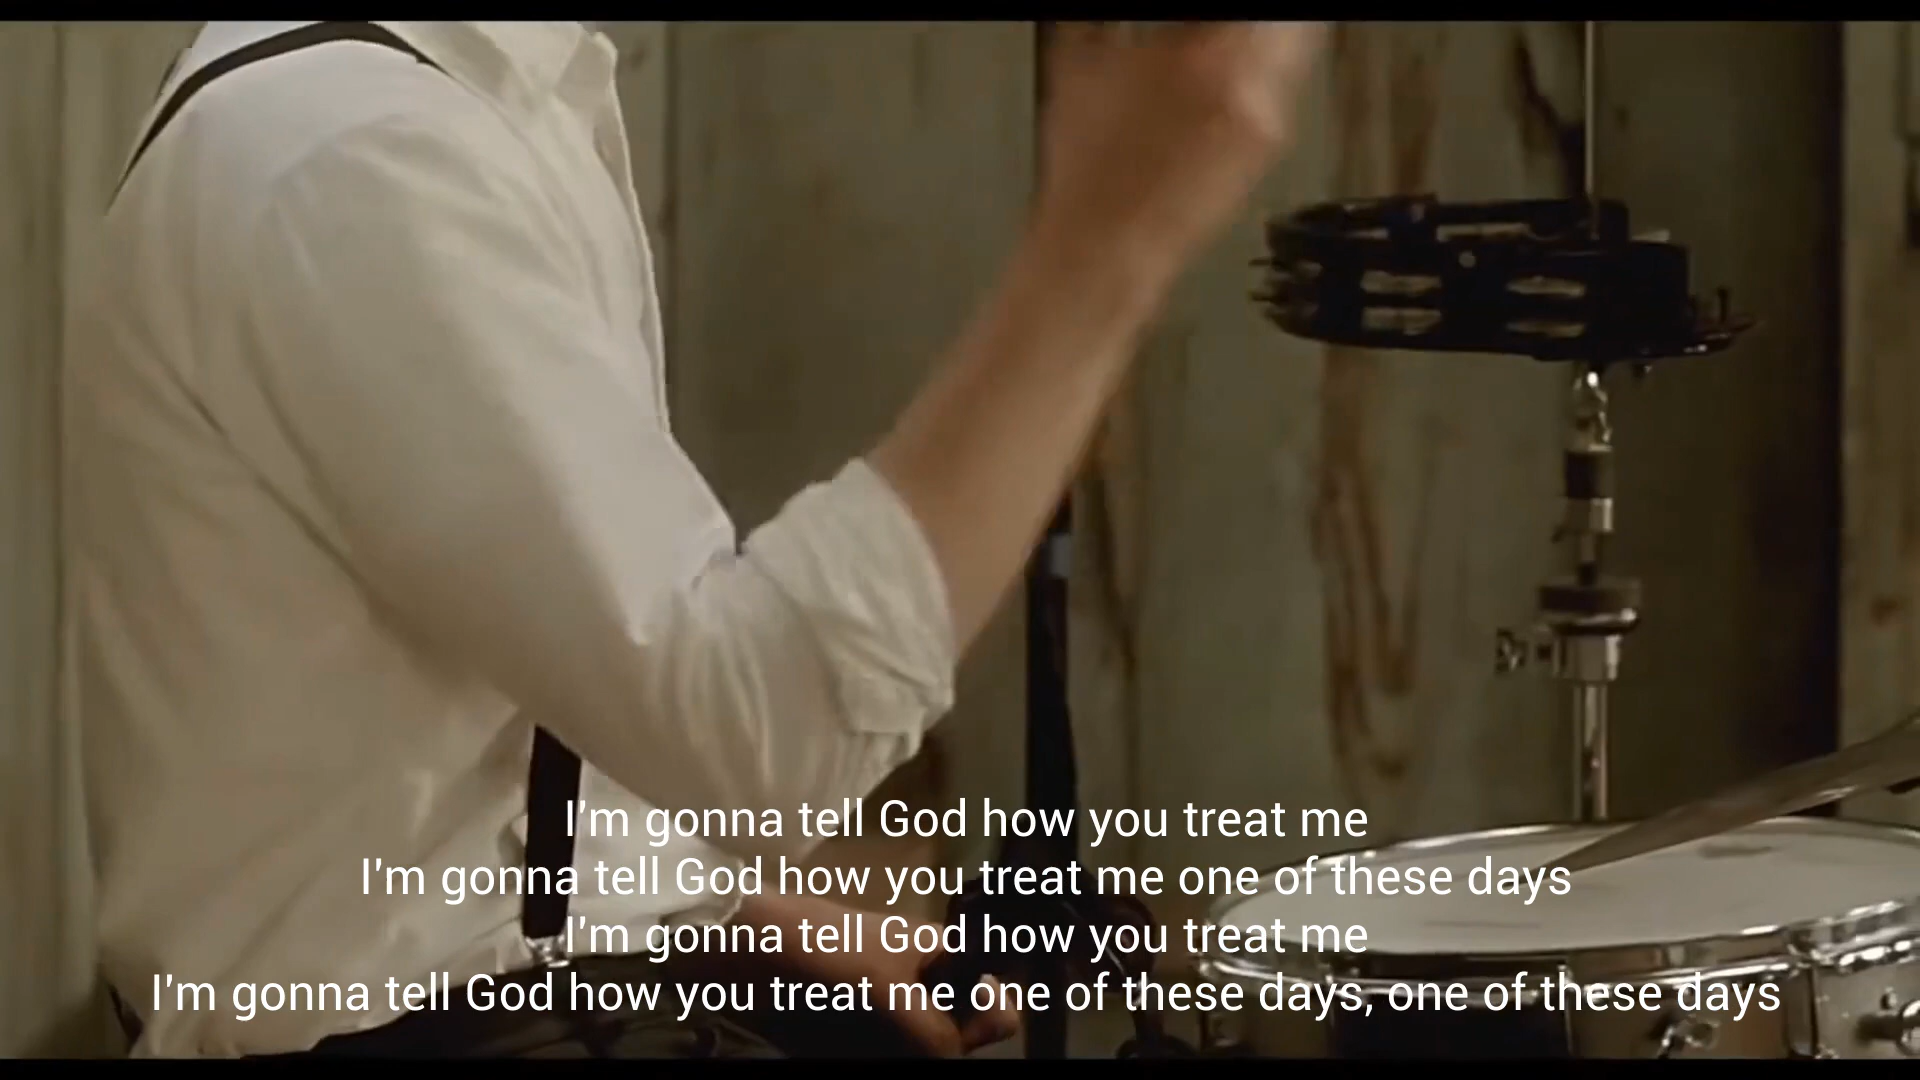 I'm gonna tell God how you treat me
I'm gonna tell God how you treat me one of these days
I'm gonna tell God how you treat me
I'm gonna tell God how you treat me one of these days, one of these days